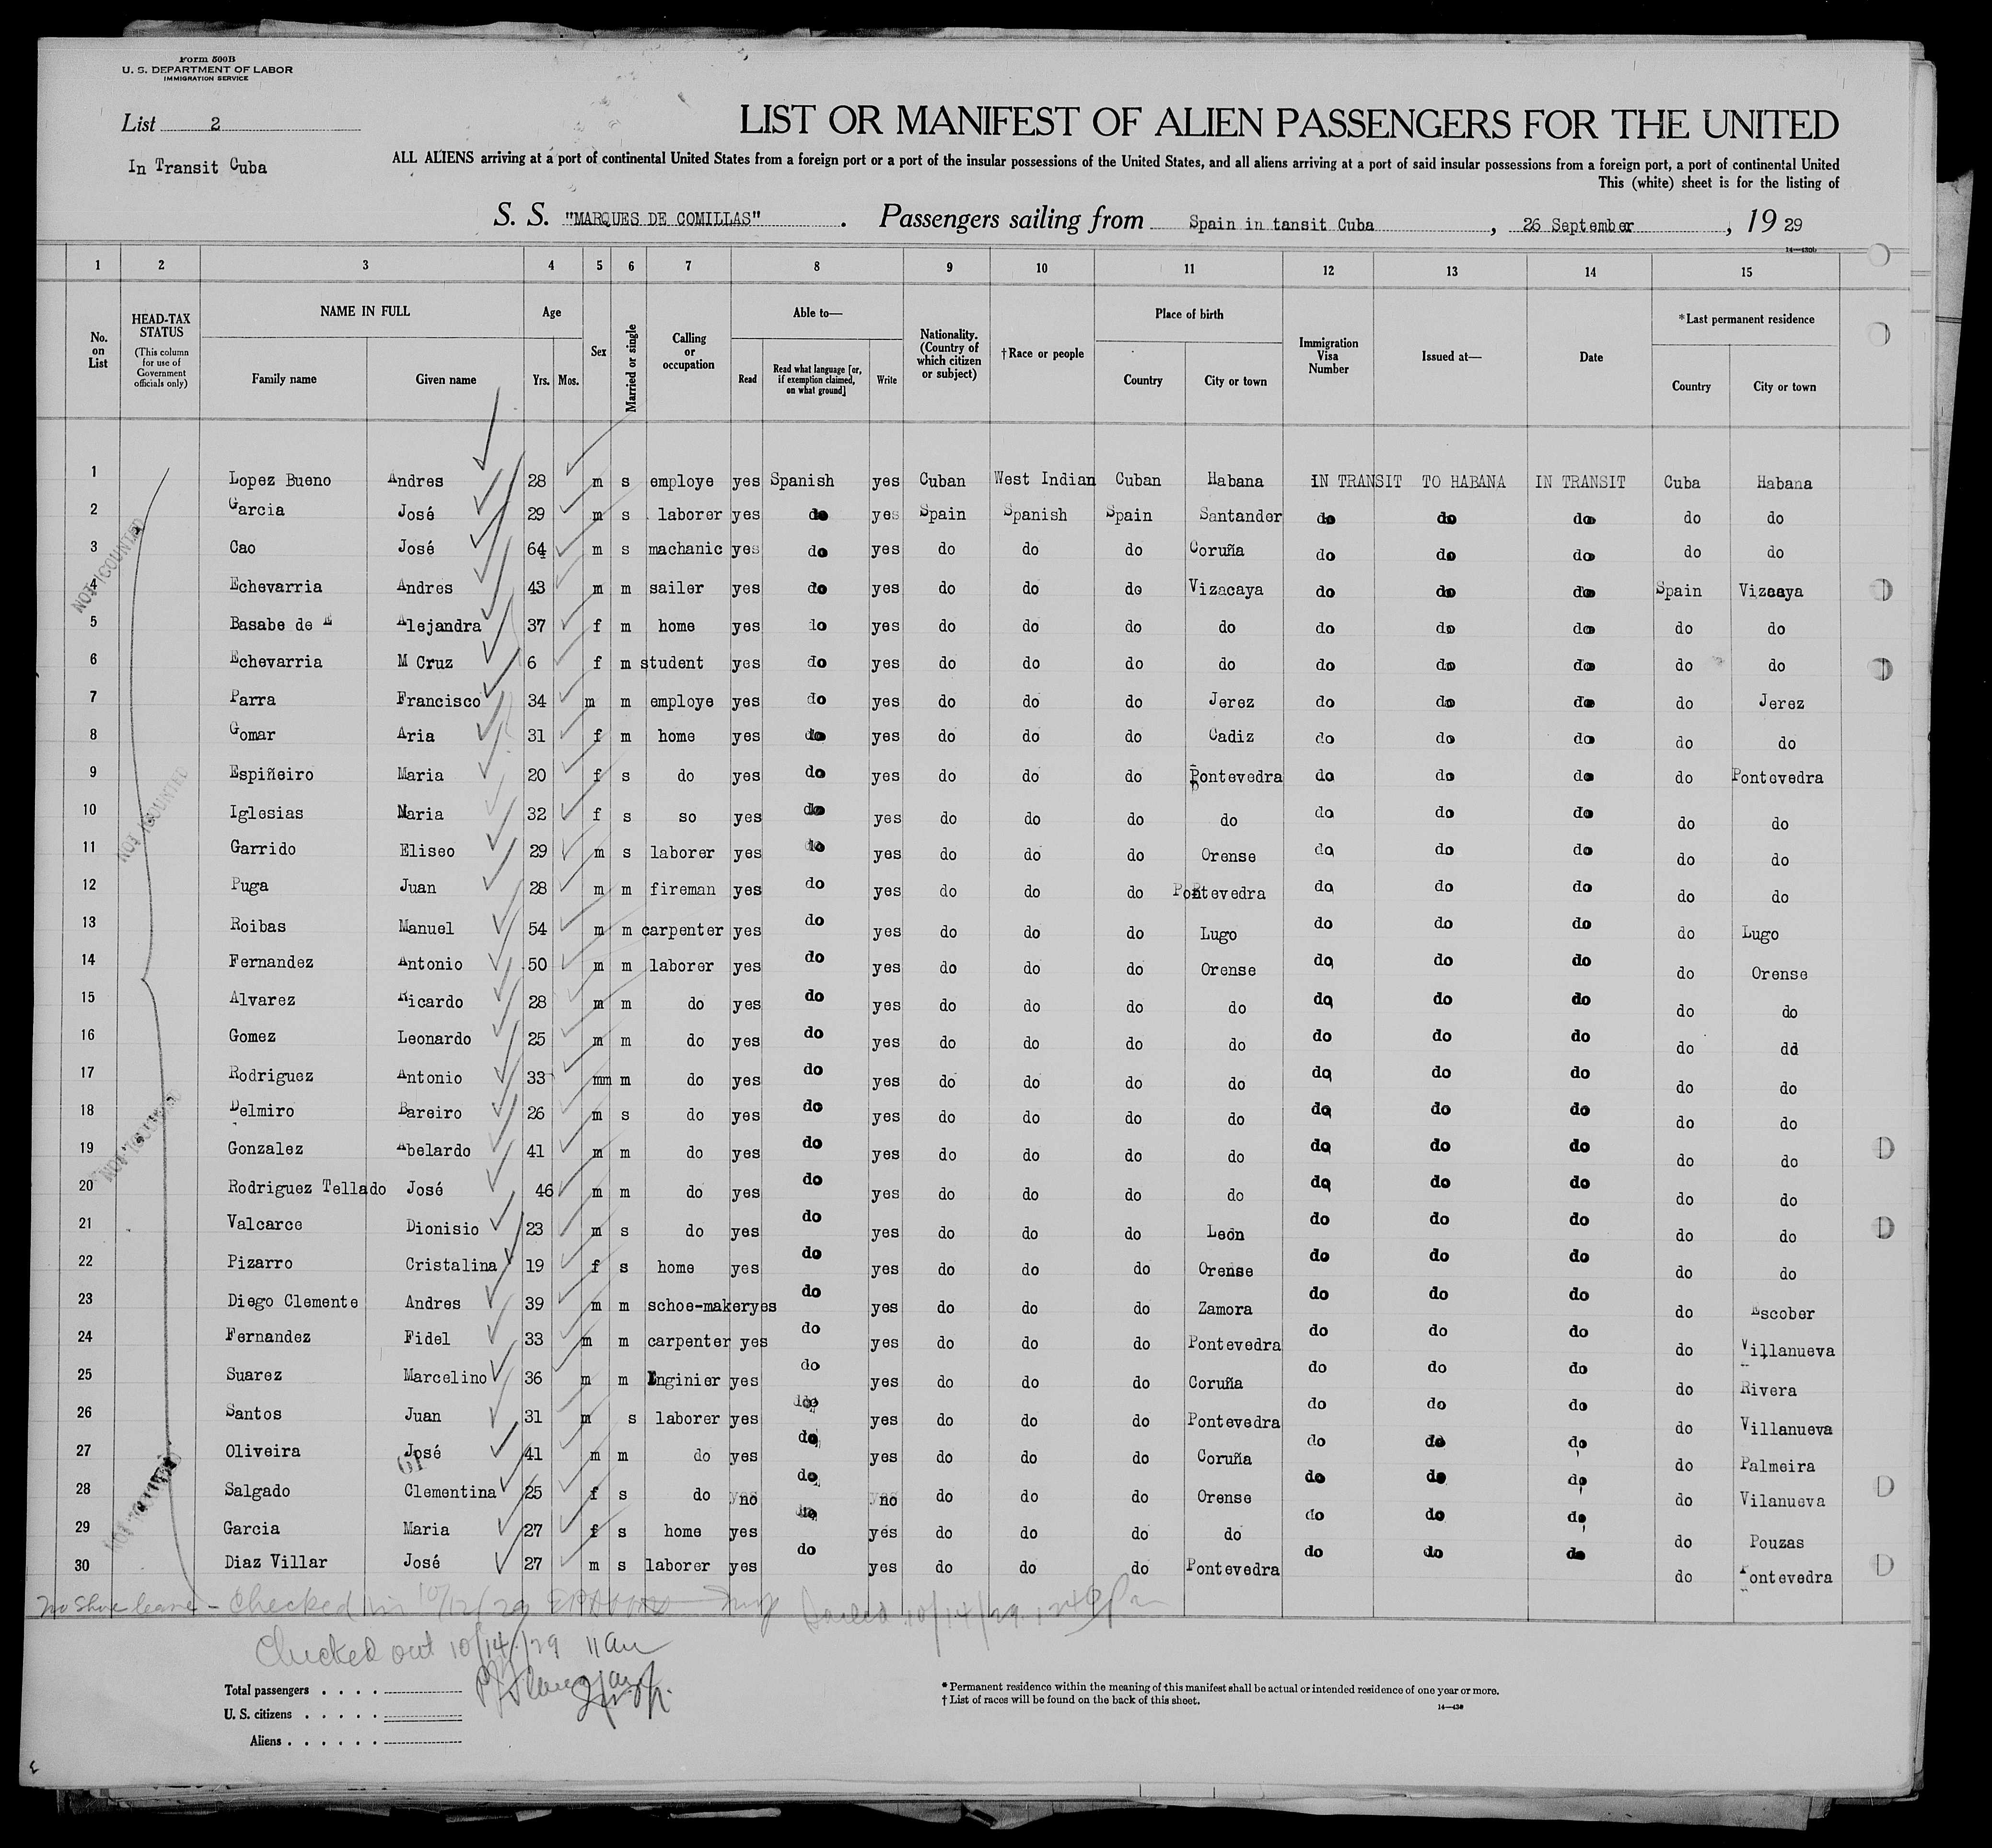 Form 500B
U. S. DEPARTMENT OF LABOR
IMMIGRATION SERVICE
List 2
In Transit Cuba
LIST OR MANIFEST OF ALIEN PASSENGERS FOR THE UNITED
ALL ALIENS arriving at a port of continental United States from a foreign port or a port of the insular possessions of the United States, and all aliens arriving at a port of said insular possessions from a foreign port, a port of continental United
This (white) sheet is for the listing of
S. S. "MARQUES DE COMILLAS". Passengers sailing from Spain in tansit Cuba, 26 September, 19 29
14—430b
1 2 3 4 5 6 7 8 9 10 11 12 13 14 15
No. on List
HEAD-TAX STATUS
(This column for use of Government officials only)
NAME IN FULL
Family name Given name
Age
Yrs. Mos.
Sex
Married or single
Calling or occupation
Able to—
Read
Read what language [or, if exemption claimed, on what ground]
Write
Nationality. (Country of which citizen or subject)
†Race or people
Place of birth
Country City or town
Immigration Visa Number
Issued at—
Date
*Last permanent residence
Country City or town
1 Lopez Bueno Andres 28 m s employe yes Spanish yes Cuban West Indian Cuban Habana IN TRANSIT TO HABANA IN TRANSIT Cuba Habana
2 Garcia José 29 m s laborer yes do yes Spain Spanish Spain Santander do do do do do
3 Cao José 64 m s machanic yes do yes do do do Coruña do do do do do
4 Echevarria Andres 43 m m sailer yes do yes do do do Vizacaya do do do Spain Vizcaya
5 Basabe de E Alejandra 37 f m home yes do yes do do do do do do do do do
6 Echevarria M Cruz 6 f m student yes do yes do do do do do do do do do
7 Parra Francisco 34 m m employe yes do yes do do do Jerez do do do do Jerez
8 Gomar Aria 31 f m home yes do yes do do do Cadiz do do do do do
9 Espiñeiro Maria 20 f s do yes do yes do do do Pontevedra do do do do Pontevedra
10 Iglesias Maria 32 f s so yes do yes do do do do do do do do do
11 Garrido Eliseo 29 m s laborer yes do yes do do do Orense do do do do do
12 Puga Juan 28 m m fireman yes do yes do do do Pontevedra do do do do do
13 Roibas Manuel 54 m m carpenter yes do yes do do do Lugo do do do do Lugo
14 Fernandez Antonio 50 m m laborer yes do yes do do do Orense do do do do Orense
15 Alvarez Ricardo 28 m m do yes do yes do do do do do do do do do
16 Gomez Leonardo 25 m m do yes do yes do do do do do do do do do
17 Rodriguez Antonio 33 mm m do yes do yes do do do do do do do do do
18 Delmiro Bareiro 26 m s do yes do yes do do do do do do do do do
19 Gonzalez Abelardo 41 m m do yes do yes do do do do do do do do do
20 Rodriguez Tellado José 46 m m do yes do yes do do do do do do do do do
21 Valcarce Dionisio 23 m s do yes do yes do do do León do do do do do
22 Pizarro Cristalina 19 f s home yes do yes do do do Orense do do do do do
23 Diego Clemente Andres 39 m m schoe-maker yes do yes do do do Zamora do do do do Escober
24 Fernandez Fidel 33 m m carpenter yes do yes do do do Pontevedra do do do do Villanueva
25 Suarez Marcelino 36 m m Enginier yes do yes do do do Coruña do do do do Rivera
26 Santos Juan 31 m s laborer yes do yes do do do Pontevedra do do do do Villanueva
27 Oliveira José 41 m m do yes do yes do do do Coruña do do do do Palmeira
28 Salgado Clementina 25 f s do no do no do do do Orense do do do do Vilanueva
29 Garcia Maria 27 f s home yes do yes do do do do do do do do Pouzas
30 Diaz Villar José 27 m s laborer yes do yes do do do Pontevedra do do do do Pontevedra
NOT COUNTED
NOT COUNTED
NOT COUNTED
NOT COUNTED
No shore leave - Checked in 10/12/29 Sailed 10/14/29
Checked out 10/14/29 11 am
Total passengers
U. S. citizens
Aliens
* Permanent residence within the meaning of this manifest shall be actual or intended residence of one year or more.
† List of races will be found on the back of this sheet.
14—430